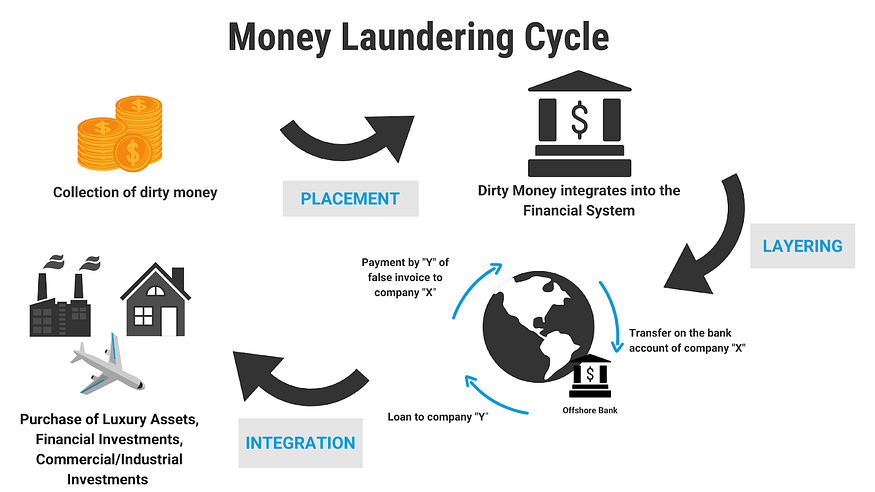 Money Laundering Cycle
Collection of dirty money
PLACEMENT
Dirty Money integrates into the
Financial System
LAYERING
Payment by "Y" of
false invoice to
company "X"
Transfer on the bank
account of company "X"
Offshore Bank
Loan to company "Y"
INTEGRATION
Purchase of Luxury Assets,
Financial Investments,
Commercial/Industrial
Investments